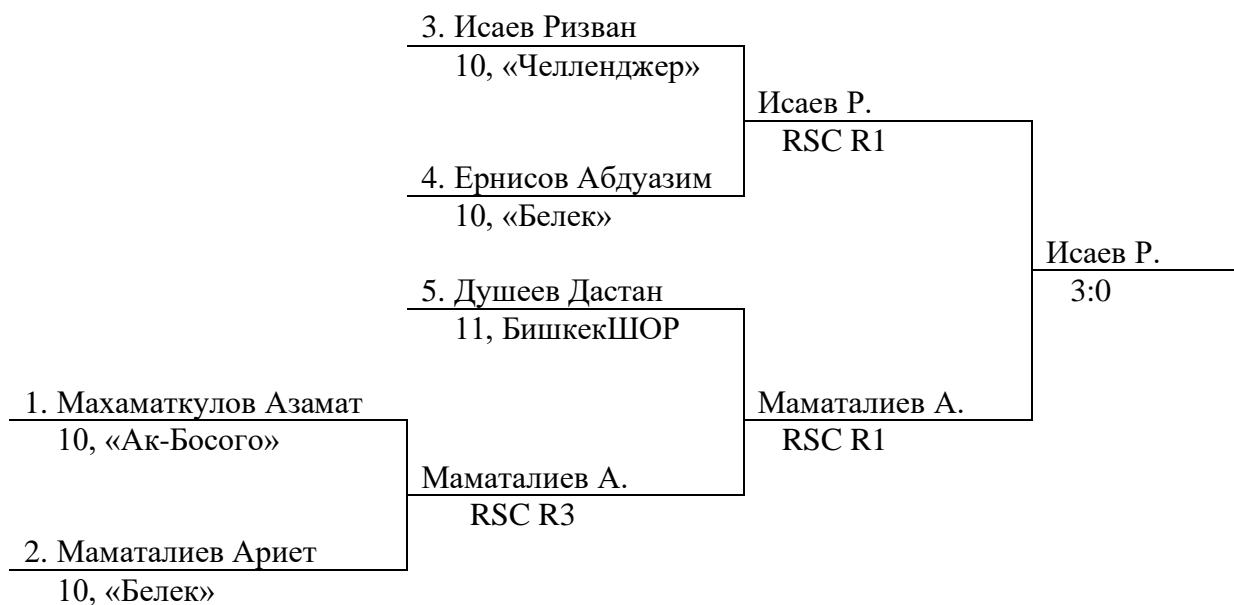 3. Исаев Ризван
10, «Челленджер»
Исаев Р.
RSC R1
4. Ернисов Абдуазим
10, «Белек»
Исаев Р.
3:0
5. Душеев Дастан
11, БишкекШОР
1. Махаматкулов Азамат
10, «Ак-Босого»
Маматалиев А.
RSC R1
Маматалиев А.
RSC R3
2. Маматалиев Ариет
10, «Белек»